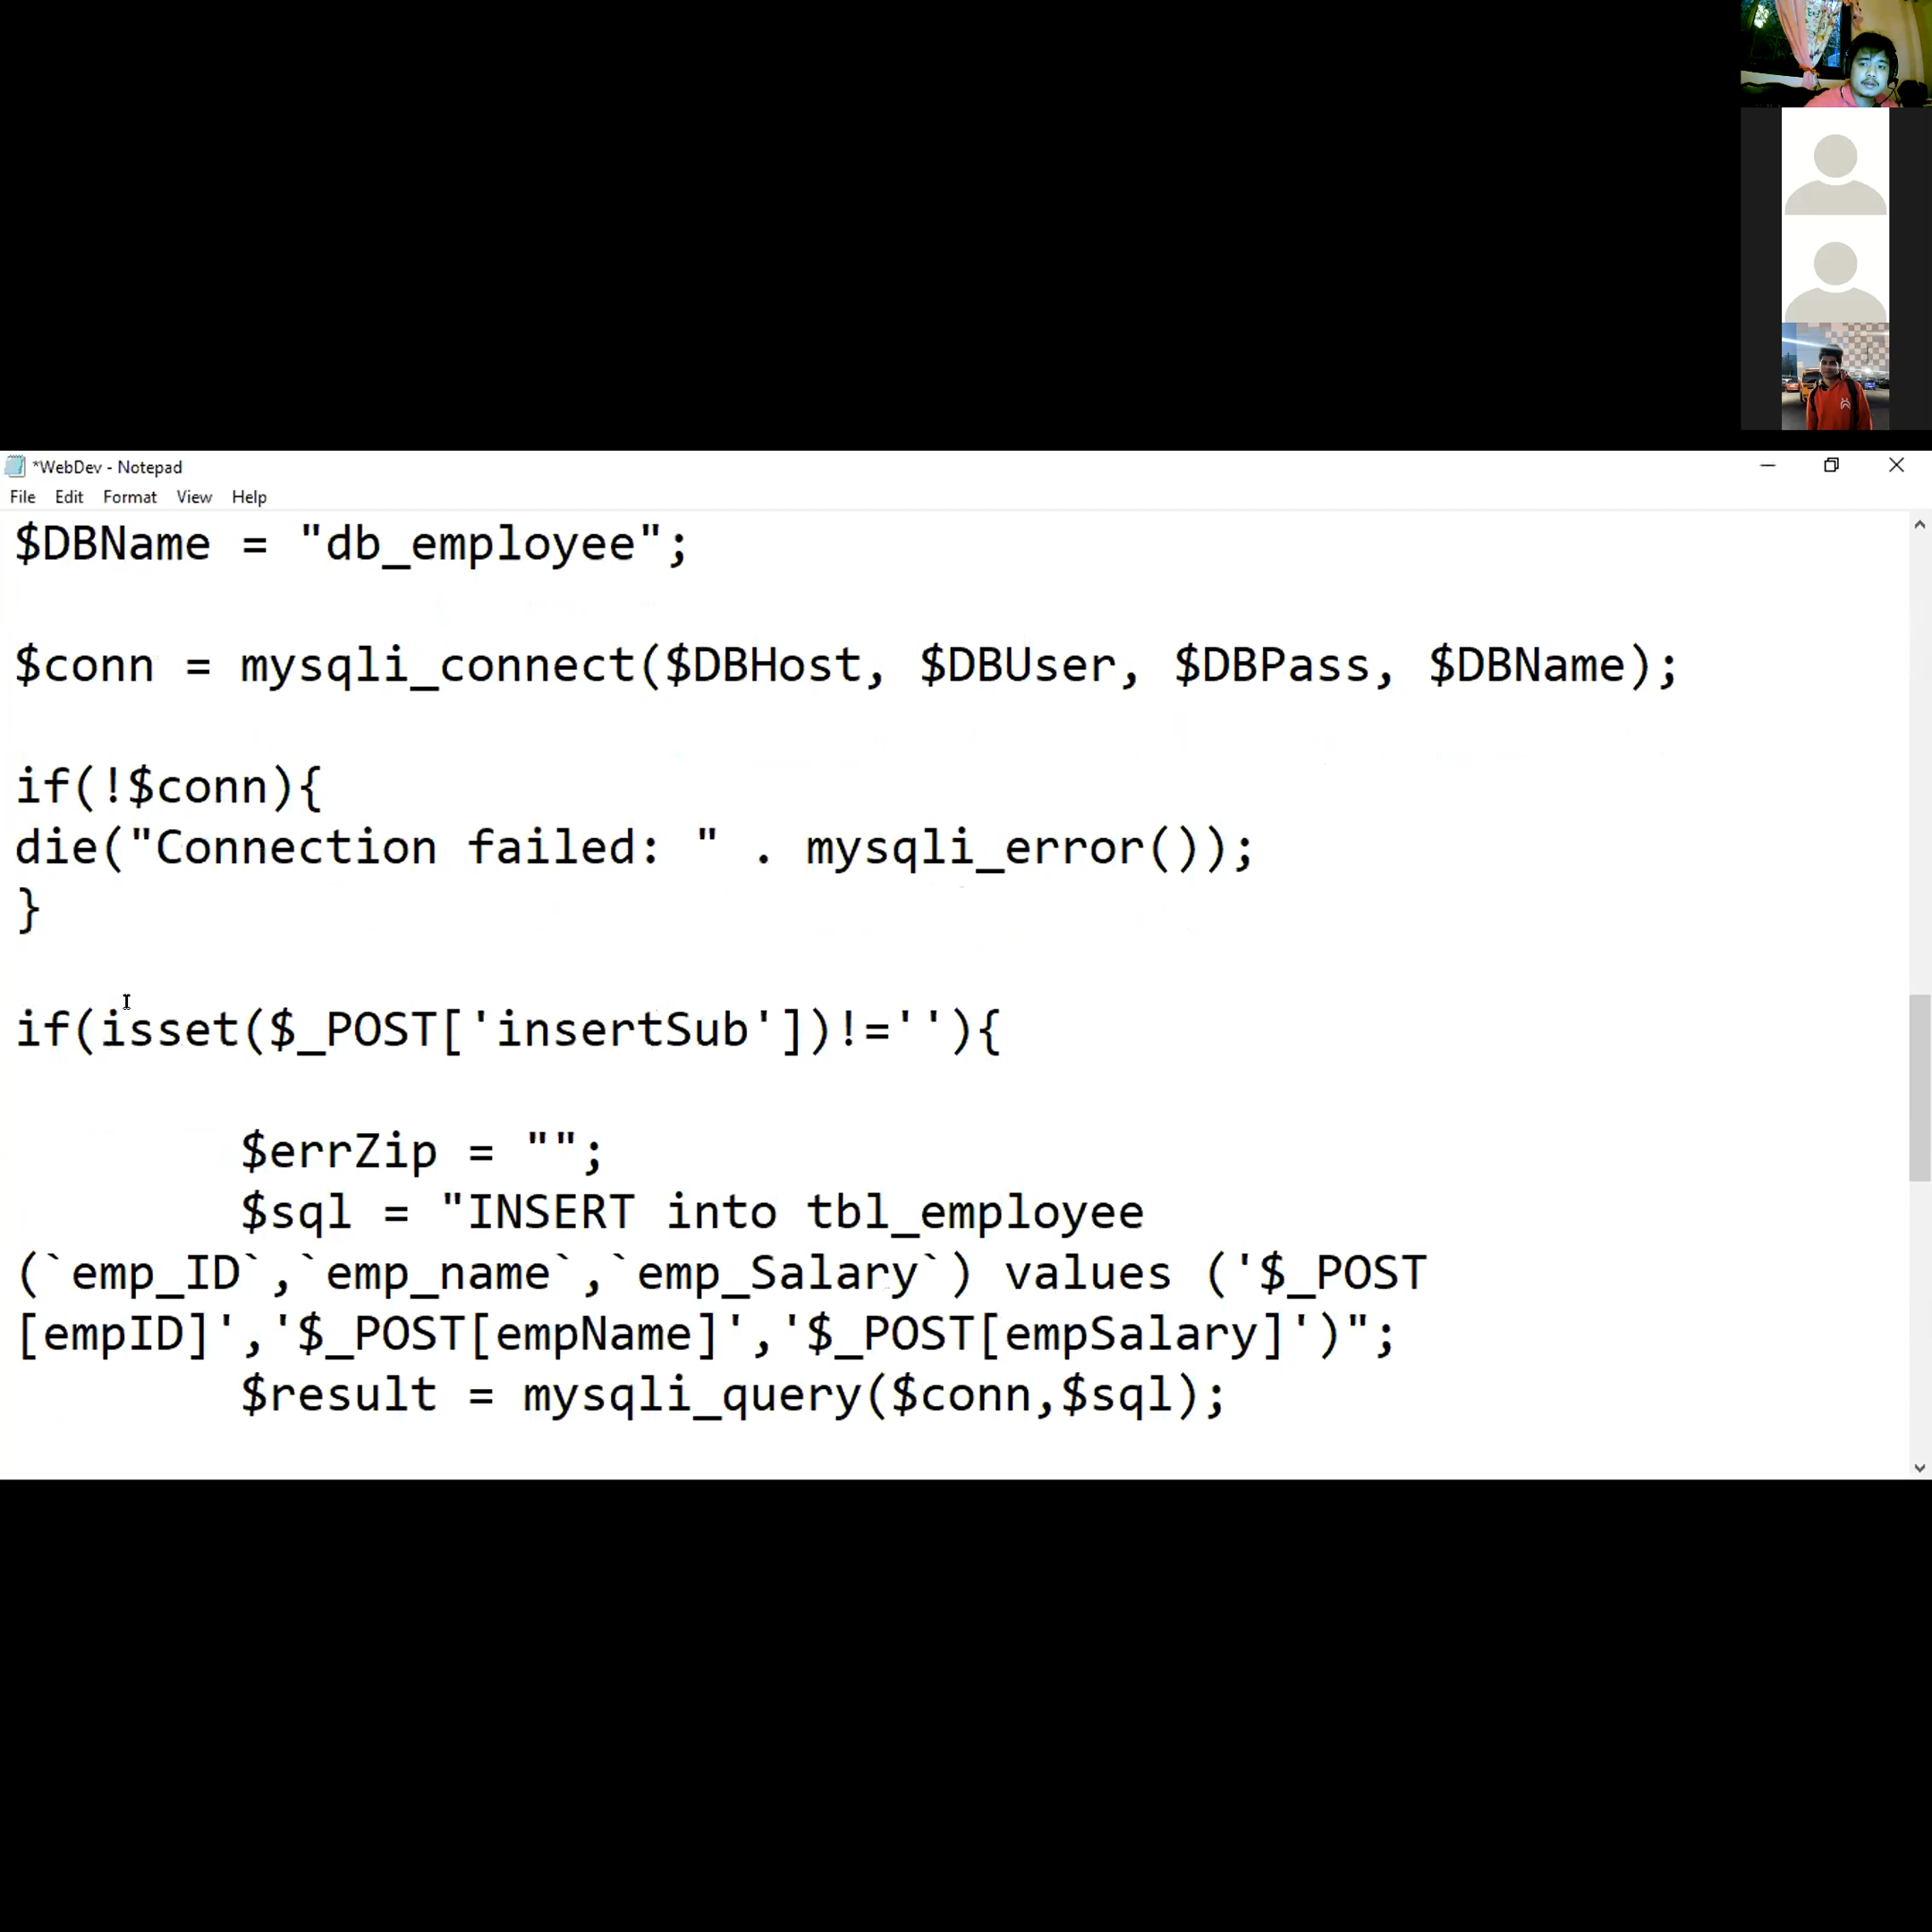 *WebDev - Notepad
File Edit Format View Help
$DBName = "db_employee";
$conn = mysqli_connect($DBHost, $DBUser, $DBPass, $DBName);
if(!$conn){
die("Connection failed: " . mysqli_error());
}
if(isset($_POST['insertSub'])!=''){
$errZip = "";
$sql = "INSERT into tbl_employee
(`emp_ID`,`emp_name`,`emp_Salary`) values ('$_POST
[empID]','$_POST[empName]','$_POST[empSalary]')";
$result = mysqli_query($conn,$sql);